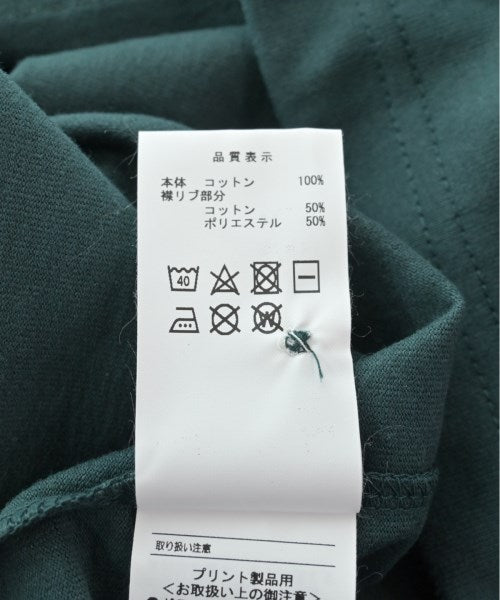 品質表示
本体 コットン 100%
襟リブ部分
コットン 50%
ポリエステル 50%
40
W
取り扱い注意
プリント製品用
＜お取扱い上の御注意＞